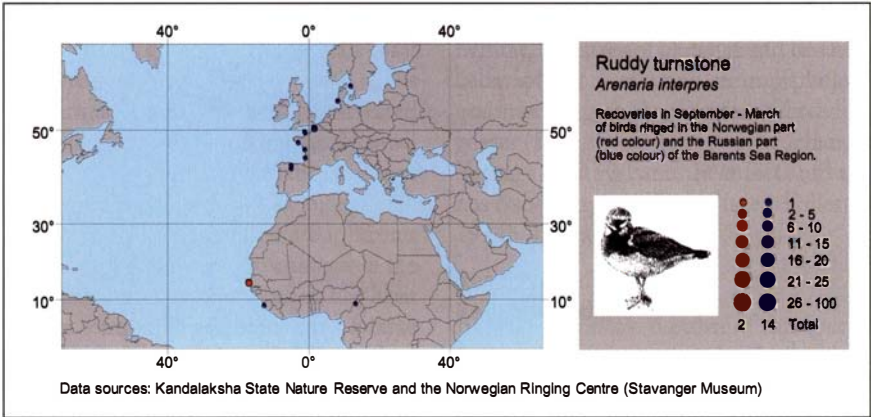 40° 0° 40°
50° 50°
30° 30°
10° 10°
40° 0° 40°
Ruddy turnstone
Arenaria interpres
Recoveries in September - March
of birds ringed in the Norwegian part
(red colour) and the Russian part
(blue colour) of the Barents Sea Region.
1
2 - 5
6 - 10
11 - 15
16 - 20
21 - 25
26 - 100
2 14 Total
Data sources: Kandalaksha State Nature Reserve and the Norwegian Ringing Centre (Stavanger Museum)